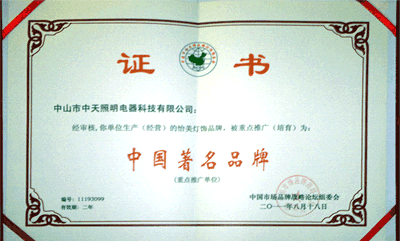 证 书
中山市中天照明电器科技有限公司：
经审核，你单位生产（经营）的怡美灯饰品牌，被重点推广（培育）为：
中国著名品牌
（重点推广单位）
编号：11193099
有效期：二年
中国市场品牌战略论坛组委会
二〇一一年八月十八日